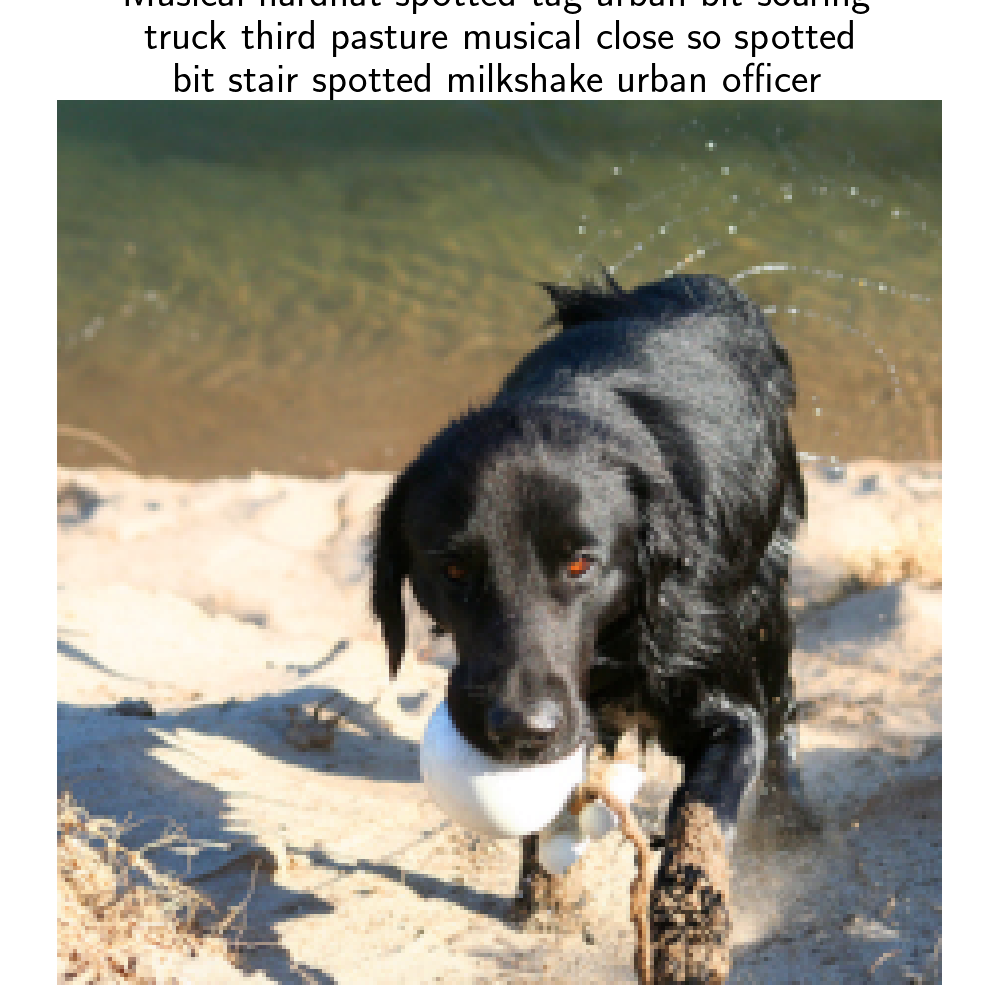 Musical hardhat spotted tag urban bit soaring
truck third pasture musical close so spotted
bit stair spotted milkshake urban officer